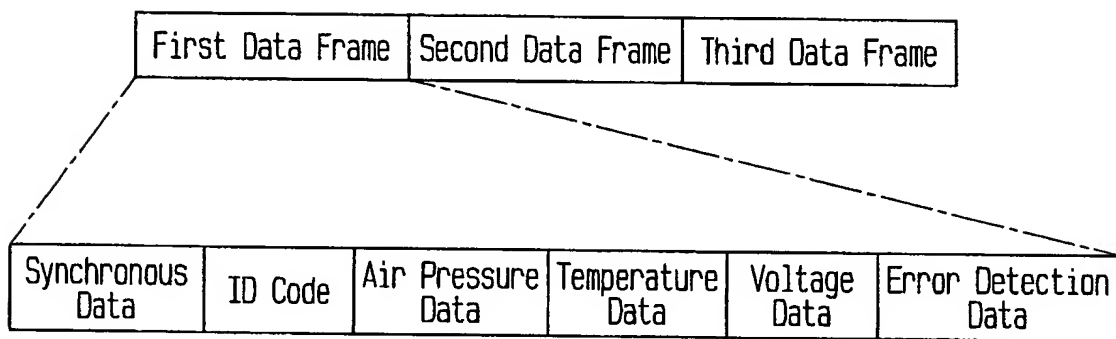 First Data Frame
Second Data Frame
Third Data Frame
Synchronous
Data
ID Code
Air Pressure
Data
Temperature
Data
Voltage
Data
Error Detection
Data